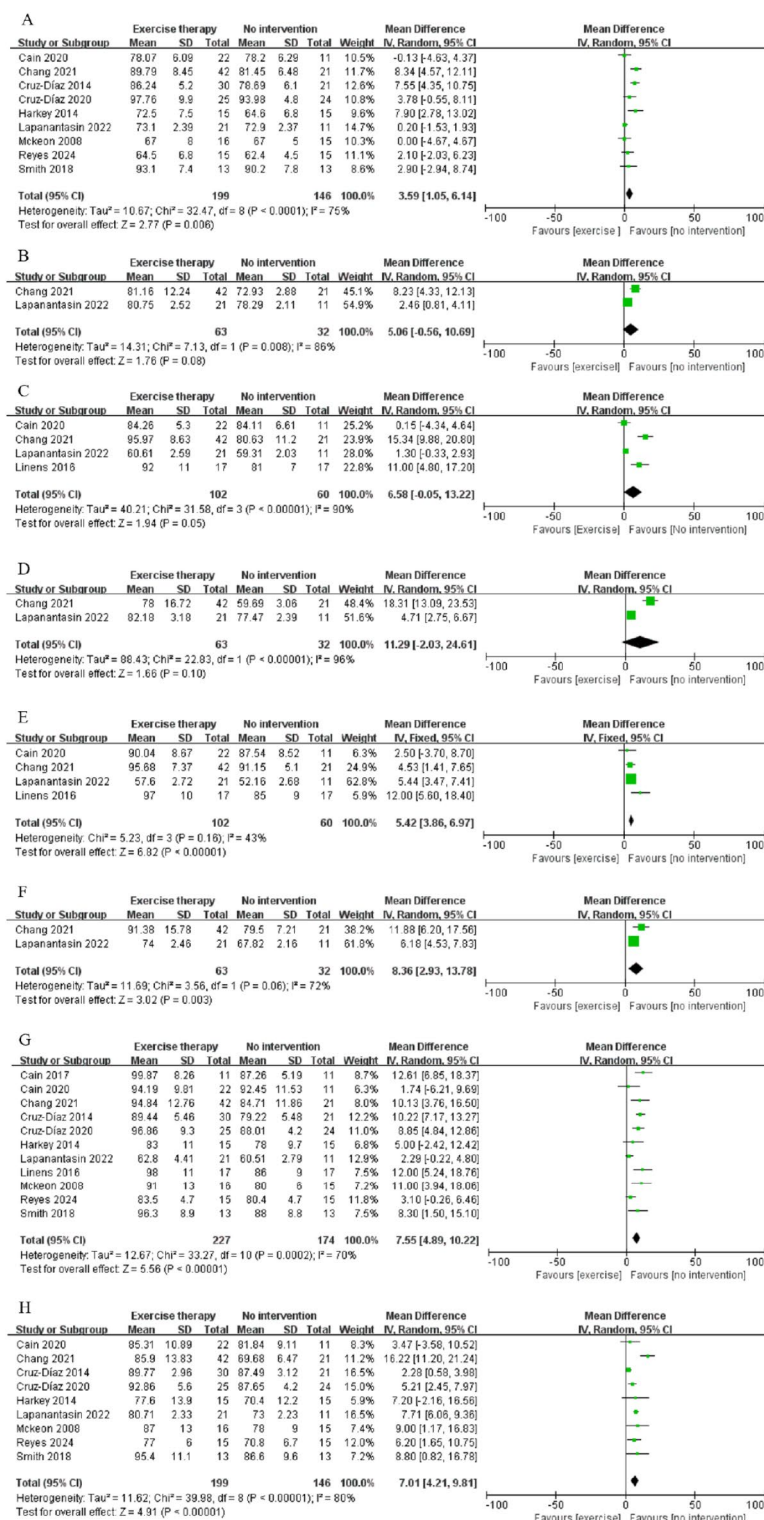 A
Exercise therapy No intervention Mean Difference Mean Difference
Study or Subgroup Mean SD Total Mean SD Total Weight IV, Random, 95% CI IV, Random, 95% CI
Cain 2020 78.07 6.09 22 78.2 6.29 11 10.5% -0.13 [-4.63, 4.37]
Chang 2021 89.79 8.45 42 81.45 6.48 21 11.7% 8.34 [4.57, 12.11]
Cruz-Díaz 2014 86.24 5.2 30 78.69 6.1 21 12.6% 7.55 [4.35, 10.75]
Cruz-Díaz 2020 97.76 9.9 25 93.98 4.8 24 10.8% 3.78 [-0.55, 8.11]
Harkey 2014 72.5 7.5 15 64.6 6.8 15 9.6% 7.90 [2.78, 13.02]
Lapanantasin 2022 73.1 2.39 21 72.9 2.37 11 14.7% 0.20 [-1.53, 1.93]
Mckeon 2008 67 8 16 67 5 15 10.3% 0.00 [-4.67, 4.67]
Reyes 2024 64.5 6.8 15 62.4 4.5 15 11.1% 2.10 [-2.03, 6.23]
Smith 2018 93.1 7.4 13 90.2 7.8 13 8.6% 2.90 [-2.94, 8.74]
Total (95% CI) 199 146 100.0% 3.59 [1.05, 6.14]
Heterogeneity: Tau² = 10.67; Chi² = 32.47, df = 8 (P < 0.0001); I² = 75%
Test for overall effect: Z = 2.77 (P = 0.006)
-100 -50 0 50 100
Favours [exercise ] Favours [no intervention]
B
Exercise therapy No intervention Mean Difference Mean Difference
Study or Subgroup Mean SD Total Mean SD Total Weight IV, Random, 95% CI IV, Random, 95% CI
Chang 2021 81.16 12.24 42 72.93 2.88 21 45.1% 8.23 [4.33, 12.13]
Lapanantasin 2022 80.75 2.52 21 78.29 2.11 11 54.9% 2.46 [0.81, 4.11]
Total (95% CI) 63 32 100.0% 5.06 [-0.56, 10.69]
Heterogeneity: Tau² = 14.31; Chi² = 7.13, df = 1 (P = 0.008); I² = 86%
Test for overall effect: Z = 1.76 (P = 0.08)
-100 -50 0 50 100
Favours [exercise] Favours [no intervention]
C
Exercise therapy No intervention Mean Difference Mean Difference
Study or Subgroup Mean SD Total Mean SD Total Weight IV, Random, 95% CI IV, Random, 95% CI
Cain 2020 84.26 5.3 22 84.11 6.61 11 25.2% 0.15 [-4.34, 4.64]
Chang 2021 95.97 8.63 42 80.63 11.2 21 23.9% 15.34 [9.88, 20.80]
Lapanantasin 2022 60.61 2.59 21 59.31 2.03 11 28.0% 1.30 [-0.33, 2.93]
Linens 2016 92 11 17 81 7 17 22.8% 11.00 [4.80, 17.20]
Total (95% CI) 102 60 100.0% 6.58 [-0.05, 13.22]
Heterogeneity: Tau² = 40.21; Chi² = 31.58, df = 3 (P < 0.00001); I² = 90%
Test for overall effect: Z = 1.94 (P = 0.05)
-100 -50 0 50 100
Favours [Exercise] Favours [No intervention]
D
Exercise therapy No intervention Mean Difference Mean Difference
Study or Subgroup Mean SD Total Mean SD Total Weight IV, Random, 95% CI IV, Random, 95% CI
Chang 2021 78 16.72 42 59.69 3.06 21 48.4% 18.31 [13.09, 23.53]
Lapanantasin 2022 82.18 3.18 21 77.47 2.39 11 51.6% 4.71 [2.75, 6.67]
Total (95% CI) 63 32 100.0% 11.29 [-2.03, 24.61]
Heterogeneity: Tau² = 88.43; Chi² = 22.83, df = 1 (P < 0.00001); I² = 96%
Test for overall effect: Z = 1.66 (P = 0.10)
-100 -50 0 50 100
Favours [exercise] Favours [no intervention]
E
Exercise therapy No intervention Mean Difference Mean Difference
Study or Subgroup Mean SD Total Mean SD Total Weight IV, Fixed, 95% CI IV, Fixed, 95% CI
Cain 2020 90.04 8.67 22 87.54 8.52 11 6.3% 2.50 [-3.70, 8.70]
Chang 2021 95.68 7.37 42 91.15 5.1 21 24.9% 4.53 [1.41, 7.65]
Lapanantasin 2022 57.6 2.72 21 52.16 2.68 11 62.8% 5.44 [3.47, 7.41]
Linens 2016 97 10 17 85 9 17 5.9% 12.00 [5.60, 18.40]
Total (95% CI) 102 60 100.0% 5.42 [3.86, 6.97]
Heterogeneity: Chi² = 5.23, df = 3 (P = 0.16); I² = 43%
Test for overall effect: Z = 6.82 (P < 0.00001)
-100 -50 0 50 100
Favours [exercise] Favours [no intervention]
F
Exercise therapy No intervention Mean Difference Mean Difference
Study or Subgroup Mean SD Total Mean SD Total Weight IV, Random, 95% CI IV, Random, 95% CI
Chang 2021 91.38 15.78 42 79.5 7.21 21 38.2% 11.88 [6.20, 17.56]
Lapanantasin 2022 74 2.46 21 67.82 2.16 11 61.8% 6.18 [4.53, 7.83]
Total (95% CI) 63 32 100.0% 8.36 [2.93, 13.78]
Heterogeneity: Tau² = 11.69; Chi² = 3.56, df = 1 (P = 0.06); I² = 72%
Test for overall effect: Z = 3.02 (P = 0.003)
-100 -50 0 50 100
Favours [exercise] Favours [no intervention]
G
Exercise therapy No intervention Mean Difference Mean Difference
Study or Subgroup Mean SD Total Mean SD Total Weight IV, Random, 95% CI IV, Random, 95% CI
Cain 2017 99.87 8.26 11 87.26 5.19 11 8.7% 12.61 [6.85, 18.37]
Cain 2020 94.19 9.81 22 92.45 11.53 11 6.3% 1.74 [-6.21, 9.69]
Chang 2021 94.84 12.76 42 84.71 11.86 21 8.0% 10.13 [3.76, 16.50]
Cruz-Díaz 2014 89.44 5.46 30 79.22 5.48 21 12.6% 10.22 [7.17, 13.27]
Cruz-Díaz 2020 96.86 9.3 25 88.01 4.2 24 11.0% 8.85 [4.84, 12.86]
Harkey 2014 83 11 15 78 9.7 15 6.8% 5.00 [-2.42, 12.42]
Lapanantasin 2022 62.8 4.41 21 60.51 2.79 11 12.9% 2.29 [-0.22, 4.80]
Linens 2016 98 11 17 86 9 17 7.5% 12.00 [5.24, 18.76]
Mckeon 2008 91 13 16 80 6 15 7.2% 11.00 [3.94, 18.06]
Reyes 2024 83.5 4.7 15 80.4 4.7 15 11.8% 3.10 [-0.26, 6.46]
Smith 2018 96.3 8.9 13 88 8.8 13 7.5% 8.30 [1.50, 15.10]
Total (95% CI) 227 174 100.0% 7.55 [4.89, 10.22]
Heterogeneity: Tau² = 12.67; Chi² = 33.27, df = 10 (P = 0.0002); I² = 70%
Test for overall effect: Z = 5.56 (P < 0.00001)
-100 -50 0 50 100
Favours [exercise] Favours [no intervention]
H
Exercise therapy No intervention Mean Difference Mean Difference
Study or Subgroup Mean SD Total Mean SD Total Weight IV, Random, 95% CI IV, Random, 95% CI
Cain 2020 85.31 10.89 22 81.84 9.11 11 8.3% 3.47 [-3.58, 10.52]
Chang 2021 85.9 13.83 42 69.68 6.47 21 11.2% 16.22 [11.20, 21.24]
Cruz-Díaz 2014 89.77 2.96 30 87.49 3.12 21 16.5% 2.28 [0.58, 3.98]
Cruz-Díaz 2020 92.86 5.6 25 87.65 4.2 24 15.0% 5.21 [2.45, 7.97]
Harkey 2014 77.6 13.9 15 70.4 12.2 15 5.8% 7.20 [-2.16, 16.56]
Lapanantasin 2022 80.71 2.33 21 73 2.23 11 16.5% 7.71 [6.06, 9.36]
Mckeon 2008 87 13 16 78 9 15 7.4% 9.00 [1.17, 16.83]
Reyes 2024 77 6 15 70.8 6.7 15 12.0% 6.20 [1.65, 10.75]
Smith 2018 95.4 11.1 13 86.6 9.6 13 7.2% 8.80 [0.82, 16.78]
Total (95% CI) 199 146 100.0% 7.01 [4.21, 9.81]
Heterogeneity: Tau² = 11.62; Chi² = 39.98, df = 8 (P < 0.00001); I² = 80%
Test for overall effect: Z = 4.91 (P < 0.00001)
-100 -50 0 50 100
Favours [exercise] Favours [no intervention]